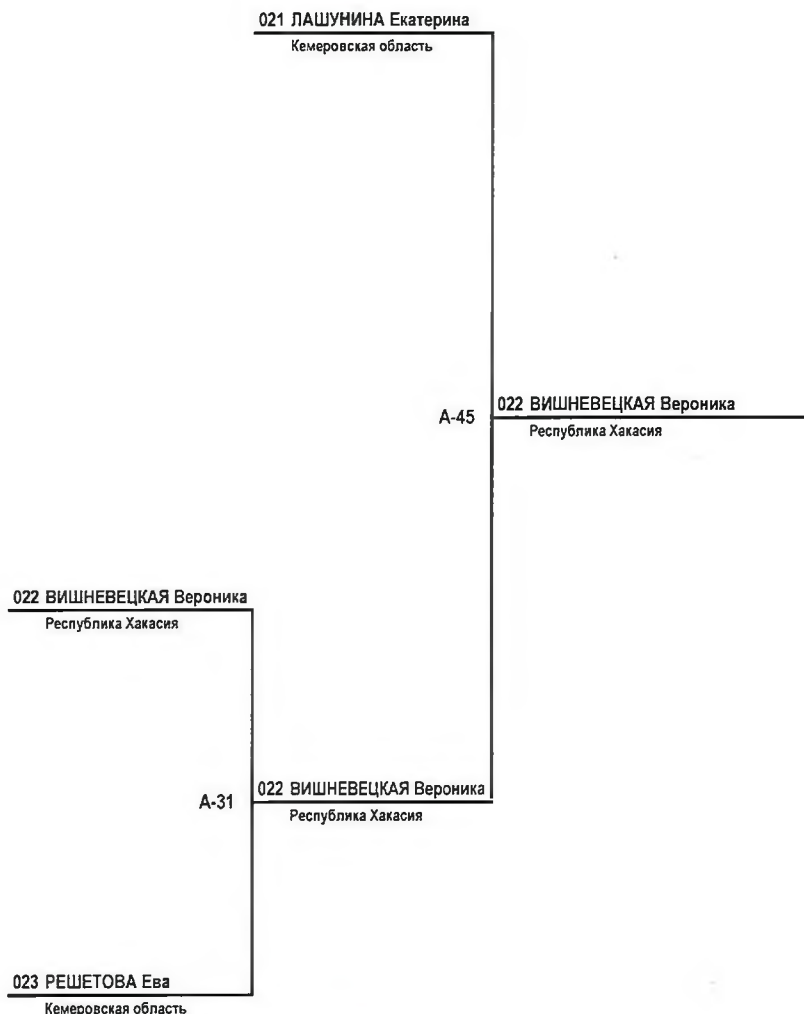 021 ЛАШУНИНА Екатерина
Кемеровская область
А-45
022 ВИШНЕВЕЦКАЯ Вероника
Республика Хакасия
022 ВИШНЕВЕЦКАЯ Вероника
Республика Хакасия
А-31
022 ВИШНЕВЕЦКАЯ Вероника
Республика Хакасия
023 РЕШЕТОВА Ева
Кемеровская область